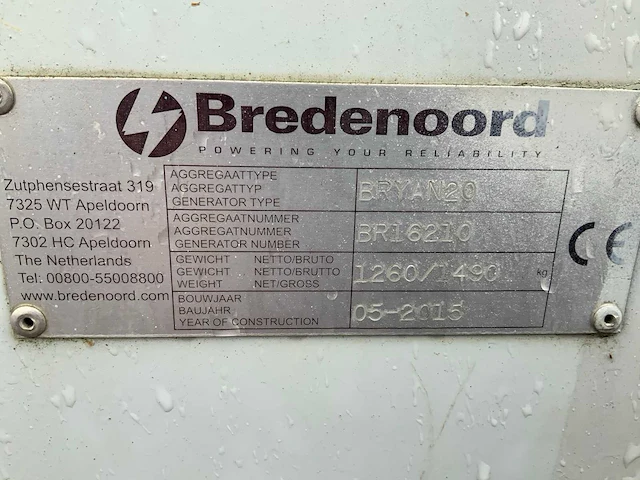 Bredenoord
POWERING YOUR RELIABILITY
Zutphensestraat 319
7325 WT Apeldoorn
P.O. Box 20122
7302 HC Apeldoorn
The Netherlands
Tel: 00800-55008800
www.bredenoord.com
AGGREGAATTYPE
AGGREGATTYP
GENERATOR TYPE
BRYAN20
AGGREGAATNUMMER
AGGREGATNUMMER
GENERATOR NUMBER
BR16210
GEWICHT NETTO/BRUTO
GEWICHT NETTO/BRUTTO
WEIGHT NET/GROSS
1260/1490 kg
BOUWJAAR
BAUJAHR
YEAR OF CONSTRUCTION
05-2015
CE